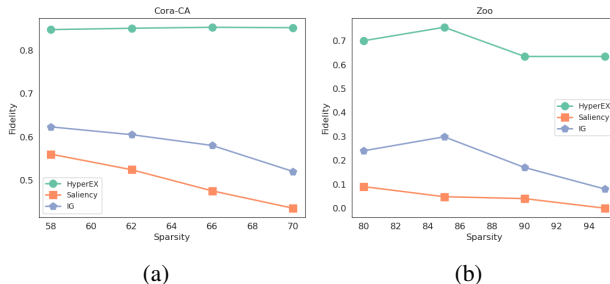 Cora-CA
Fidelity
0.8
0.7
0.6
0.5
HyperEX
Saliency
IG
58 60 62 64 66 68 70
Sparsity
(a)
Zoo
Fidelity
0.7
0.6
0.5
0.4
0.3
0.2
0.1
0.0
HyperEX
Saliency
IG
80 82 84 86 88 90 92 94
Sparsity
(b)